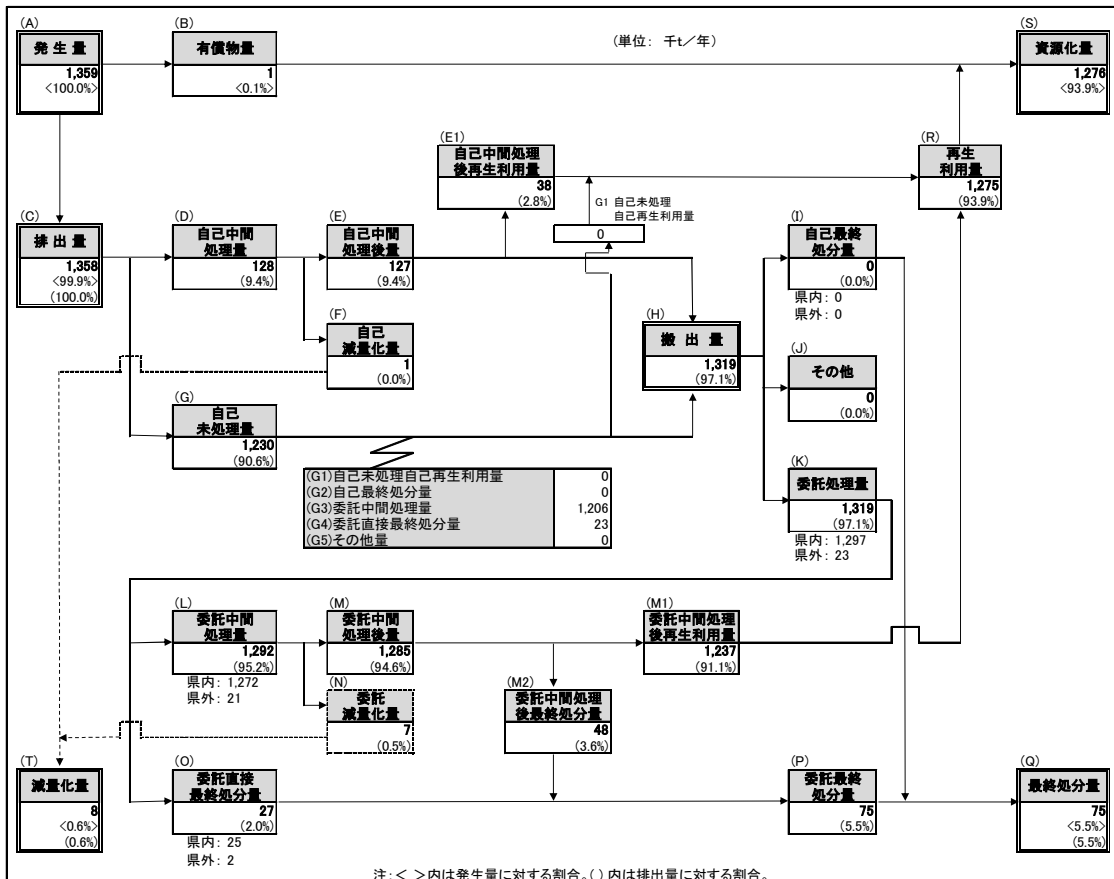 (A)
発 生 量
1,359
<100.0%>
(B)
有償物量
1
<0.1%>
(単位: 千t/年)
(S)
資源化量
1,276
<93.9%>
(E1)
自己中間処理
後再生利用量
38
(2.8%)
G1 自己未処理
自己再生利用量
0
(R)
再生
利用量
1,275
(93.9%)
(C)
排 出 量
1,358
<99.9%>
(100.0%)
(D)
自己中間
処理量
128
(9.4%)
(E)
自己中間
処理後量
127
(9.4%)
(I)
自己最終
処分量
0
(0.0%)
県内: 0
県外: 0
(F)
自己
減量化量
1
(0.0%)
(H)
搬 出 量
1,319
(97.1%)
(J)
その他
0
(0.0%)
(G)
自己
未処理量
1,230
(90.6%)
(G1)自己未処理自己再生利用量 0
(G2)自己最終処分量 0
(G3)委託中間処理量 1,206
(G4)委託直接最終処分量 23
(G5)その他量 0
(K)
委託処理量
1,319
(97.1%)
県内: 1,297
県外: 23
(L)
委託中間
処理量
1,292
(95.2%)
県内: 1,272
県外: 21
(M)
委託中間
処理後量
1,285
(94.6%)
(M1)
委託中間処理
後再生利用量
1,237
(91.1%)
(N)
委託
減量化量
7
(0.5%)
(M2)
委託中間処理
後最終処分量
48
(3.6%)
(T)
減量化量
8
<0.6%>
(0.6%)
(O)
委託直接
最終処分量
27
(2.0%)
県内: 25
県外: 2
(P)
委託最終
処分量
75
(5.5%)
(Q)
最終処分量
75
<5.5%>
(5.5%)
注:< >内は発生量に対する割合。( )内は排出量に対する割合。